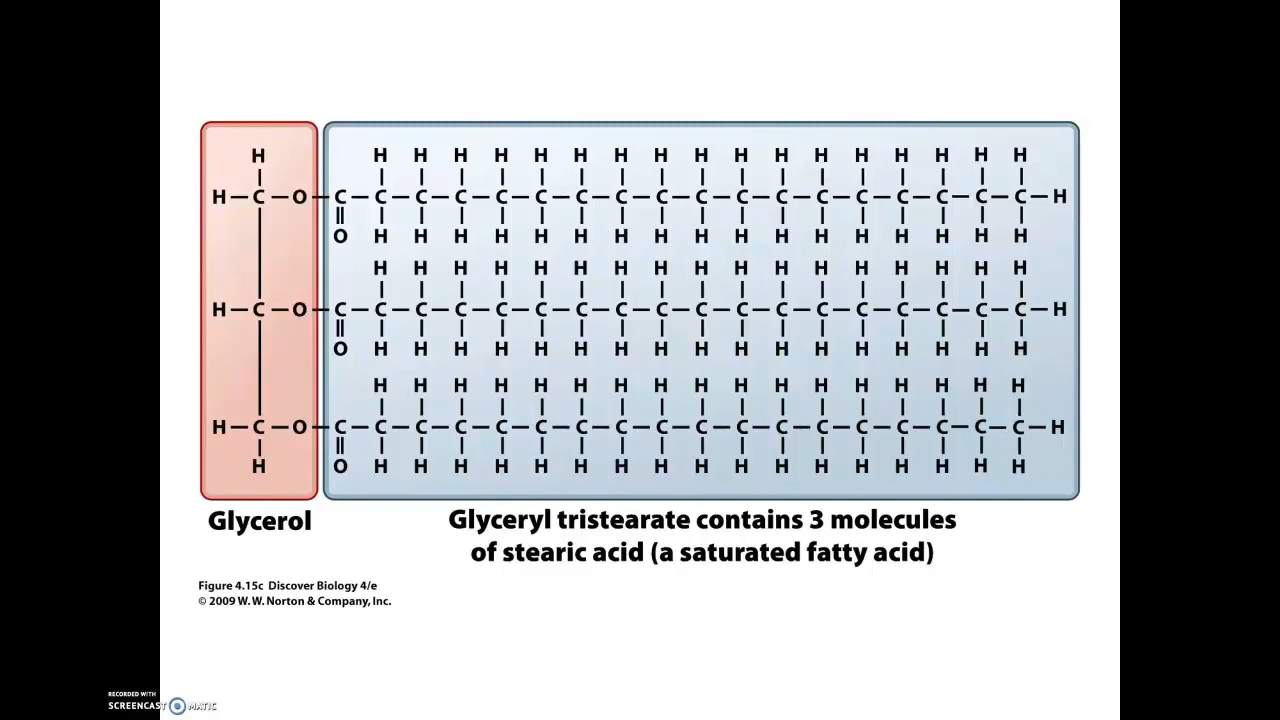 H H H H H H H H H H H H H H H H H H
H—C—O—C—C—C—C—C—C—C—C—C—C—C—C—C—C—C—C—C—C—H
O H H H H H H H H H H H H H H H H H
H H H H H H H H H H H H H H H H H
H—C—O—C—C—C—C—C—C—C—C—C—C—C—C—C—C—C—C—C—C—H
O H H H H H H H H H H H H H H H H H
H H H H H H H H H H H H H H H H H
H—C—O—C—C—C—C—C—C—C—C—C—C—C—C—C—C—C—C—C—C—H
H O H H H H H H H H H H H H H H H H H
Glycerol
Glyceryl tristearate contains 3 molecules
of stearic acid (a saturated fatty acid)
Figure 4.15c Discover Biology 4/e
© 2009 W. W. Norton & Company, Inc.
RECORDED WITH
SCREENCAST MATIC